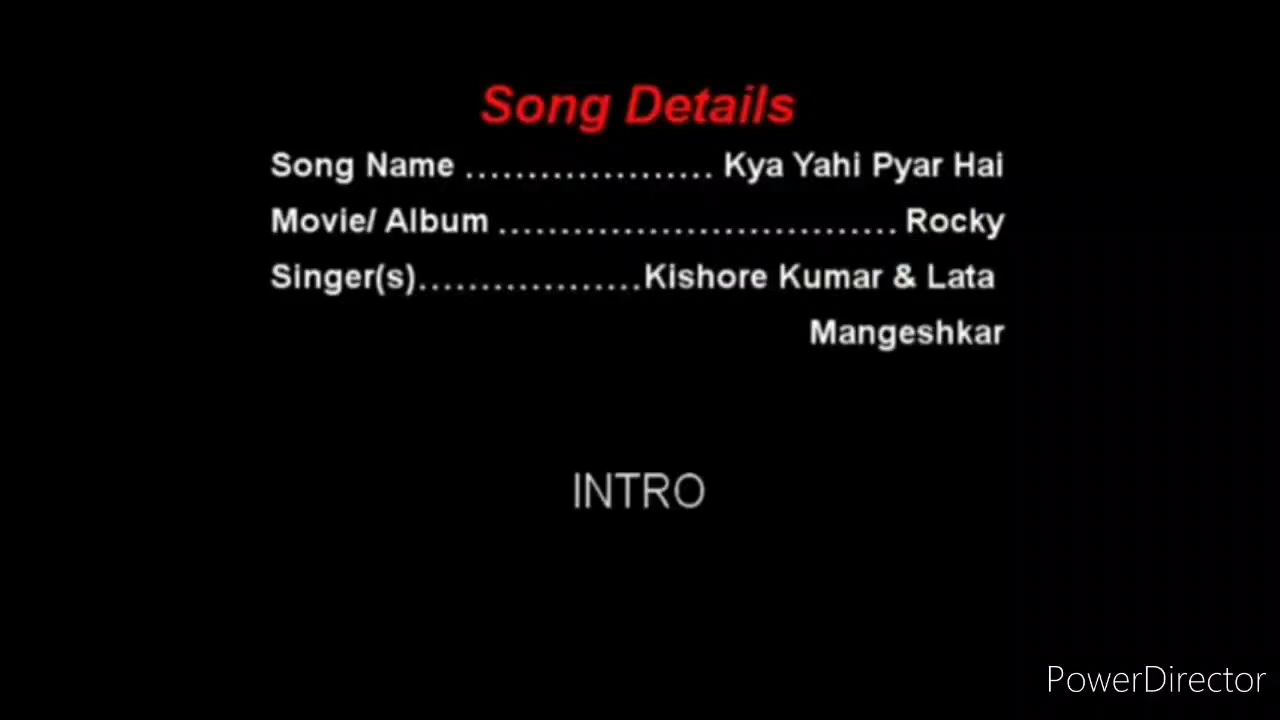 Song Details
Song Name .................... Kya Yahi Pyar Hai
Movie/ Album ................................ Rocky
Singer(s)..................Kishore Kumar & Lata
Mangeshkar
INTRO
PowerDirector